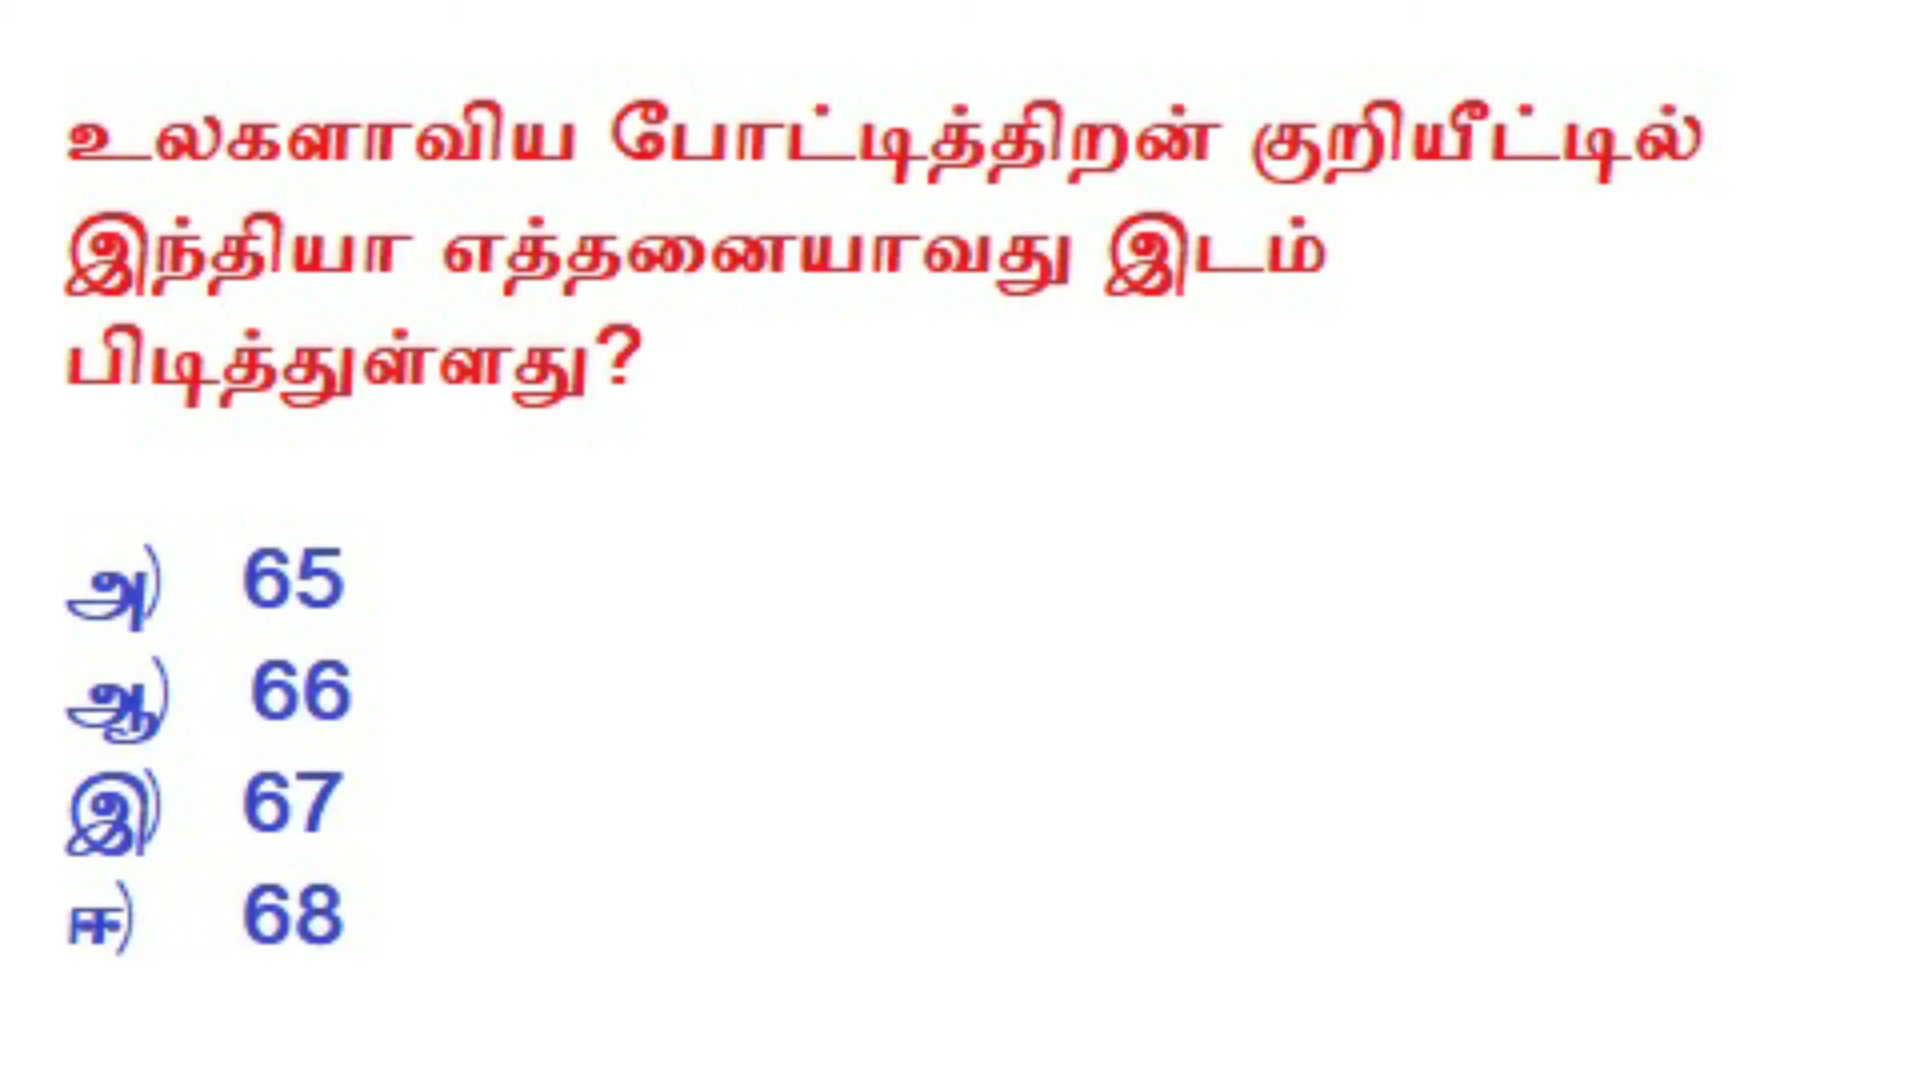 உலகளாவிய போட்டித்திறன் குறியீட்டில்
இந்தியா எத்தனையாவது இடம்
பிடித்துள்ளது?
அ) 65
ஆ) 66
இ) 67
ஈ) 68